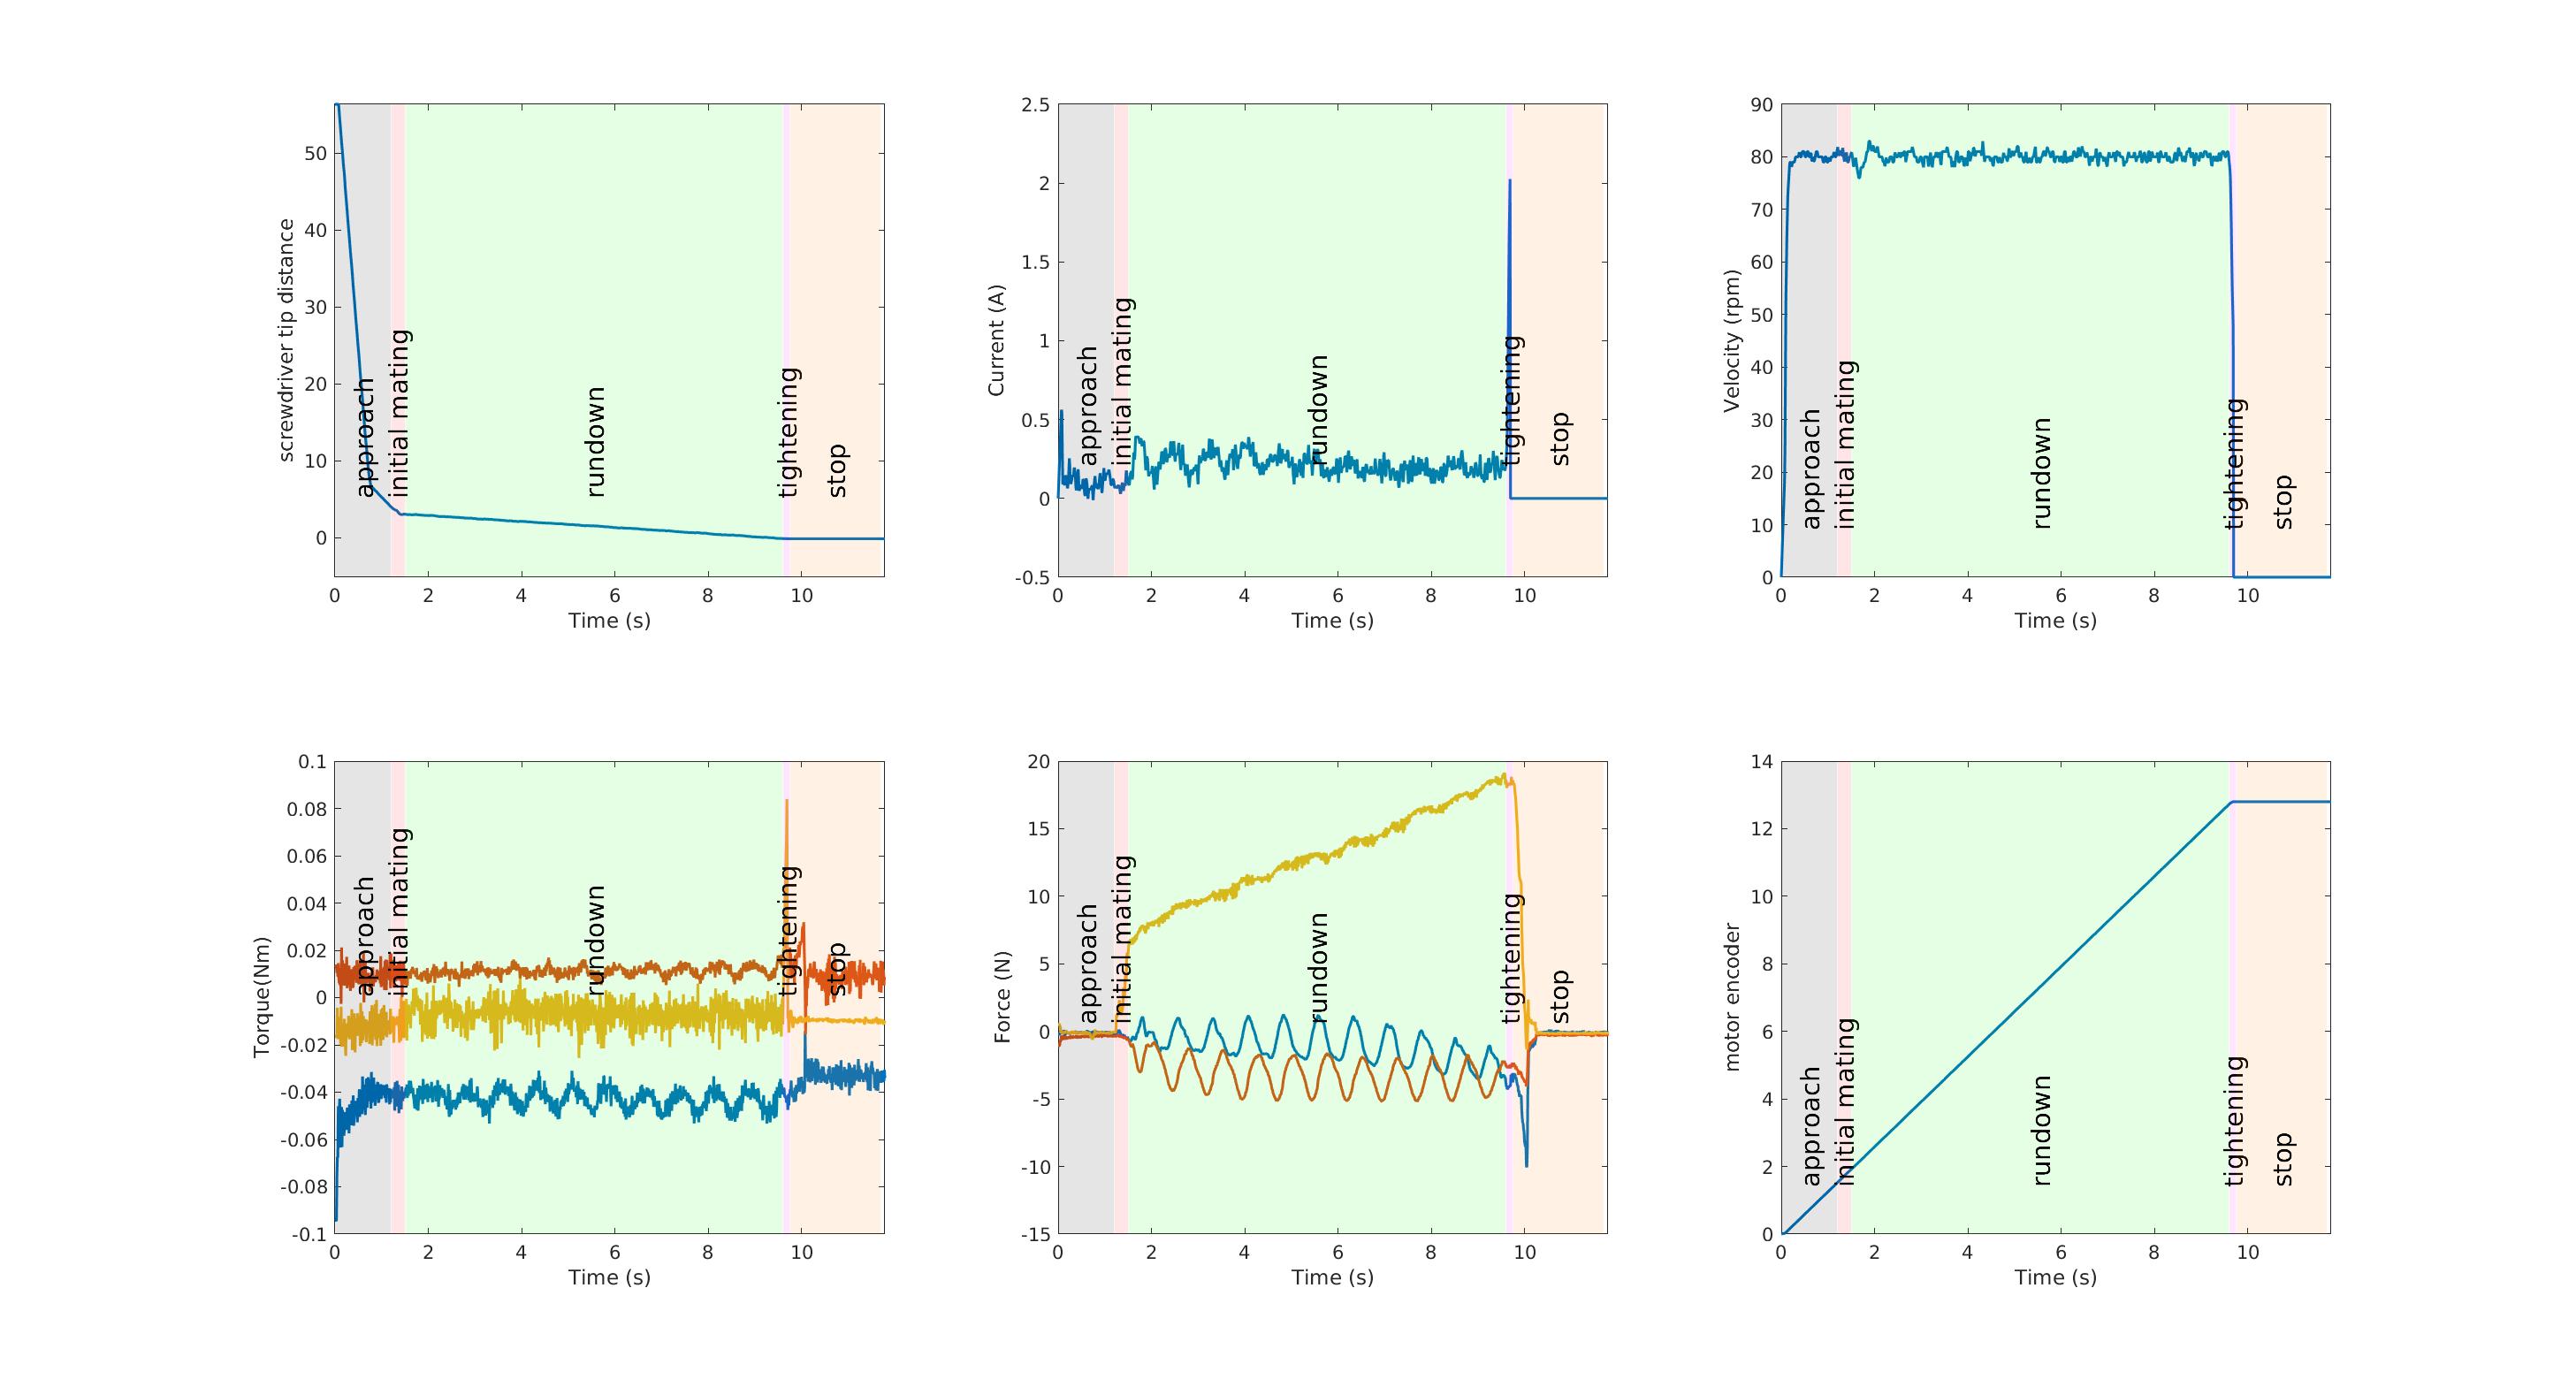 screwdriver tip distance
50
40
30
20
10
0
approach
initial mating
rundown
tightening
stop
0 2 4 6 8 10
Time (s)
Current (A)
2.5
2
1.5
1
0.5
0
-0.5
approach
initial mating
rundown
tightening
stop
0 2 4 6 8 10
Time (s)
Velocity (rpm)
90
80
70
60
50
40
30
20
10
0
approach
initial mating
rundown
tightening
stop
0 2 4 6 8 10
Time (s)
Torque(Nm)
0.1
0.08
0.06
0.04
0.02
0
-0.02
-0.04
-0.06
-0.08
-0.1
approach
initial mating
rundown
tightening
stop
0 2 4 6 8 10
Time (s)
Force (N)
20
15
10
5
0
-5
-10
-15
approach
initial mating
rundown
tightening
stop
0 2 4 6 8 10
Time (s)
motor encoder
14
12
10
8
6
4
2
0
approach
initial mating
rundown
tightening
stop
0 2 4 6 8 10
Time (s)